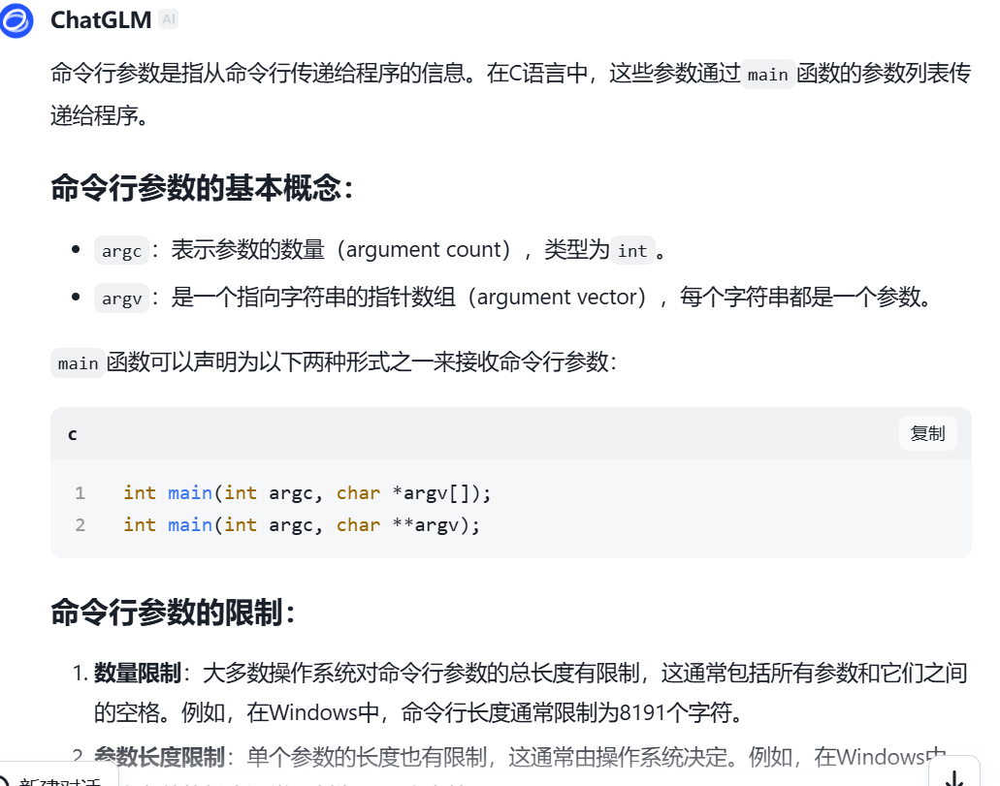 ChatGLM AI
命令行参数是指从命令行传递给程序的信息。在C语言中，这些参数通过 main 函数的参数列表传
递给程序。
命令行参数的基本概念：
• argc ：表示参数的数量（argument count），类型为 int 。
• argv ：是一个指向字符串的指针数组（argument vector），每个字符串都是一个参数。
main 函数可以声明为以下两种形式之一来接收命令行参数：
c 复制
1 int main(int argc, char *argv[]);
2 int main(int argc, char **argv);
命令行参数的限制：
1. 数量限制：大多数操作系统对命令行参数的总长度有限制，这通常包括所有参数和它们之间
的空格。例如，在Windows中，命令行长度通常限制为8191个字符。
2. 参数长度限制：单个参数的长度也有限制，这通常由操作系统决定。例如，在Windows中，
新建对话